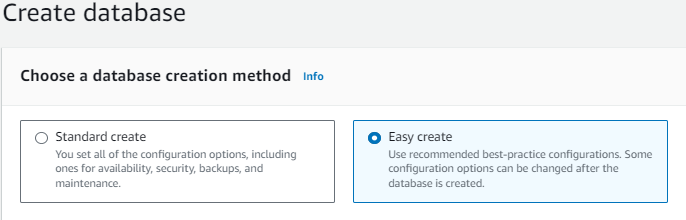 Create database
Choose a database creation method Info
Standard create
You set all of the configuration options, including
ones for availability, security, backups, and
maintenance.
Easy create
Use recommended best-practice configurations. Some
configuration options can be changed after the
database is created.